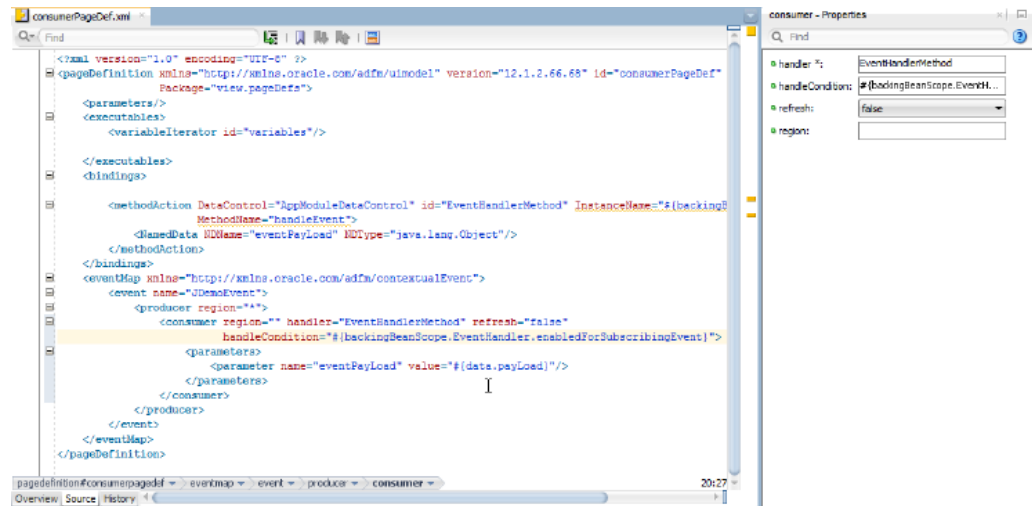 consumerPageDef.xml
Find
<?xml version="1.0" encoding="UTF-8" ?>
<pageDefinition xmlns="http://xmlns.oracle.com/adfm/uimodel" version="12.1.2.66.68" id="consumerPageDef"
Package="view.pageDefs">
<parameters/>
<executables>
<variableIterator id="variables"/>
</executables>
<bindings>
<methodAction DataControl="AppModuleDataControl" id="EventHandlerMethod" InstanceName="#{backingB
MethodName="handleEvent">
<NamedData NDName="eventPayLoad" NDType="java.lang.Object"/>
</methodAction>
</bindings>
<eventMap xmlns="http://xmlns.oracle.com/adfm/contextualEvent">
<event name="JDemoEvent">
<producer region="*">
<consumer region="" handler="EventHandlerMethod" refresh="false"
handleCondition="#{backingBeanScope.EventHandler.enabledForSubscribingEvent}">
<parameters>
<parameter name="eventPayLoad" value="#{data.payLoad}"/>
</parameters>
</consumer>
</producer>
</event>
</eventMap>
</pageDefinition>
pagedefinition#consumerpagedef eventmap event producer consumer
20:27
Overview Source History
consumer - Properties
Find
handler *: EventHandlerMethod
handleCondition: #{backingBeanScope.EventH...
refresh: false
region: